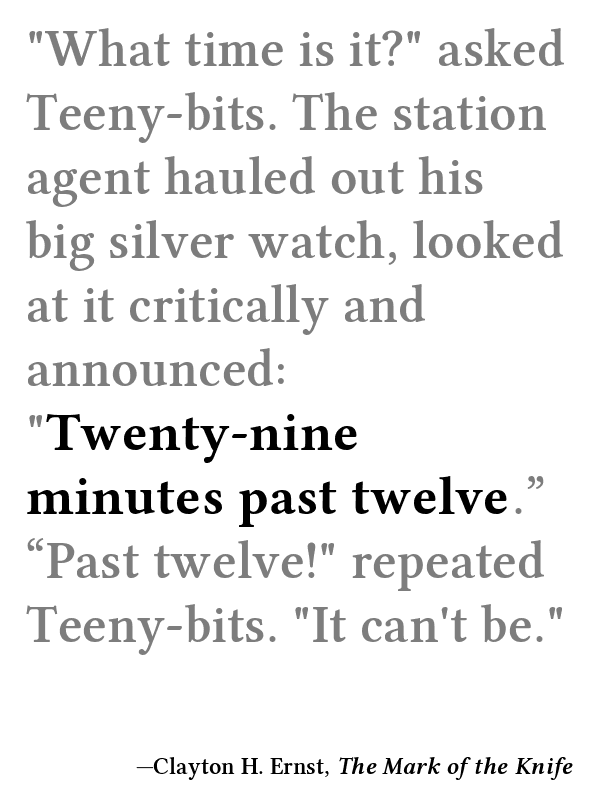 "What time is it?" asked
Teeny-bits. The station
agent hauled out his
big silver watch, looked
at it critically and
announced:
"Twenty-nine
minutes past twelve.”
“Past twelve!" repeated
Teeny-bits. "It can't be."
—Clayton H. Ernst, The Mark of the Knife